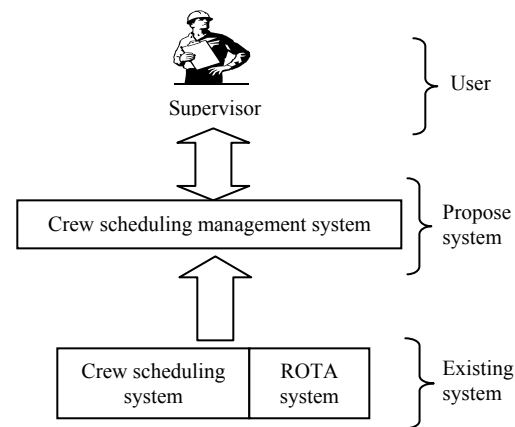 Supervisor
User
Crew scheduling management system
Propose
system
Crew scheduling
system
ROTA
system
Existing
system